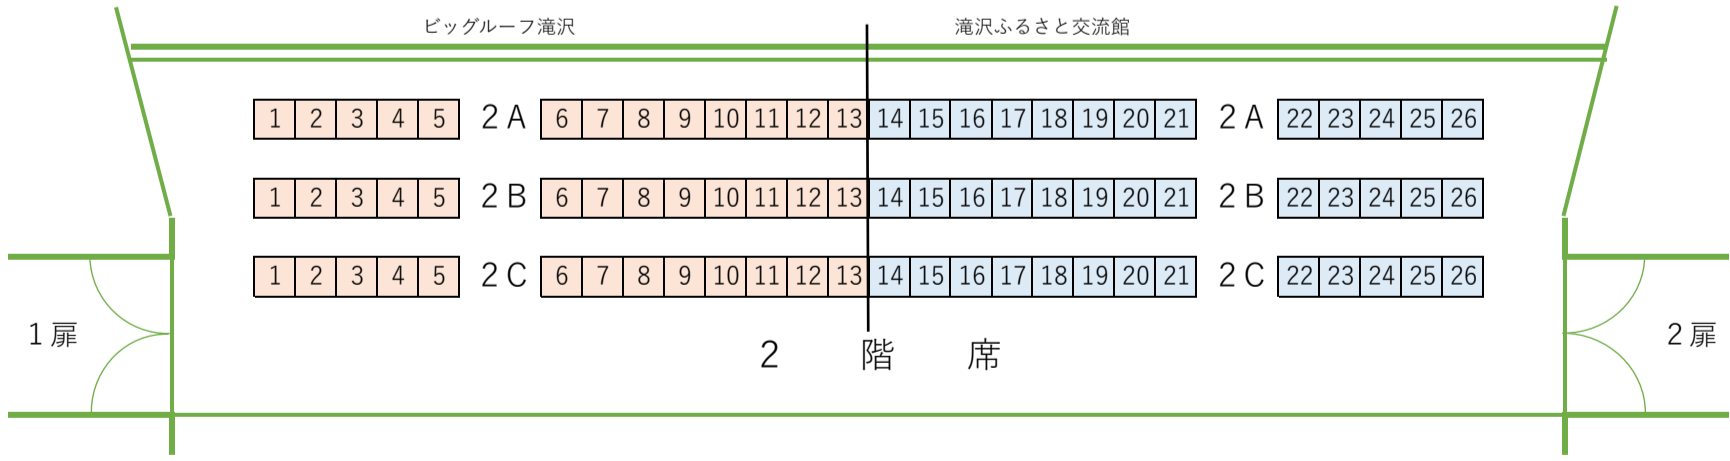 ビッグルーフ滝沢 滝沢ふるさと交流館
1 2 3 4 5 2A 6 7 8 9 10 11 12 13 14 15 16 17 18 19 20 21 2A 22 23 24 25 26
1 2 3 4 5 2B 6 7 8 9 10 11 12 13 14 15 16 17 18 19 20 21 2B 22 23 24 25 26
1 2 3 4 5 2C 6 7 8 9 10 11 12 13 14 15 16 17 18 19 20 21 2C 22 23 24 25 26
1扉 2扉
2 階 席